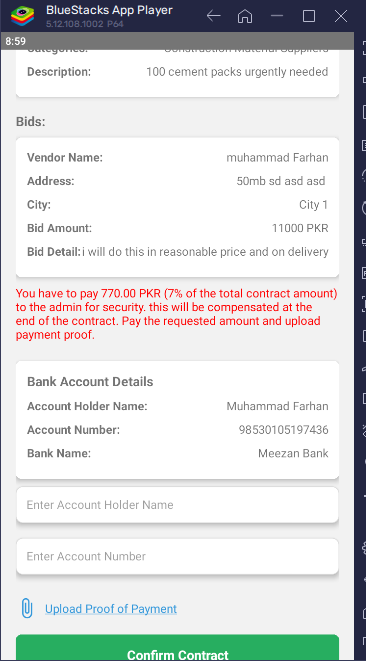 BlueStacks App Player
5.12.108.1002 P64
8:59
Categories: Construction Material Suppliers
Description: 100 cement packs urgently needed
Bids:
Vendor Name: muhammad Farhan
Address: 50mb sd asd asd
City: City 1
Bid Amount: 11000 PKR
Bid Detail: i will do this in reasonable price and on delivery
You have to pay 770.00 PKR (7% of the total contract amount)
to the admin for security. this will be compensated at the
end of the contract. Pay the requested amount and upload
payment proof.
Bank Account Details
Account Holder Name: Muhammad Farhan
Account Number: 98530105197436
Bank Name: Meezan Bank
Enter Account Holder Name
Enter Account Number
Upload Proof of Payment
Confirm Contract